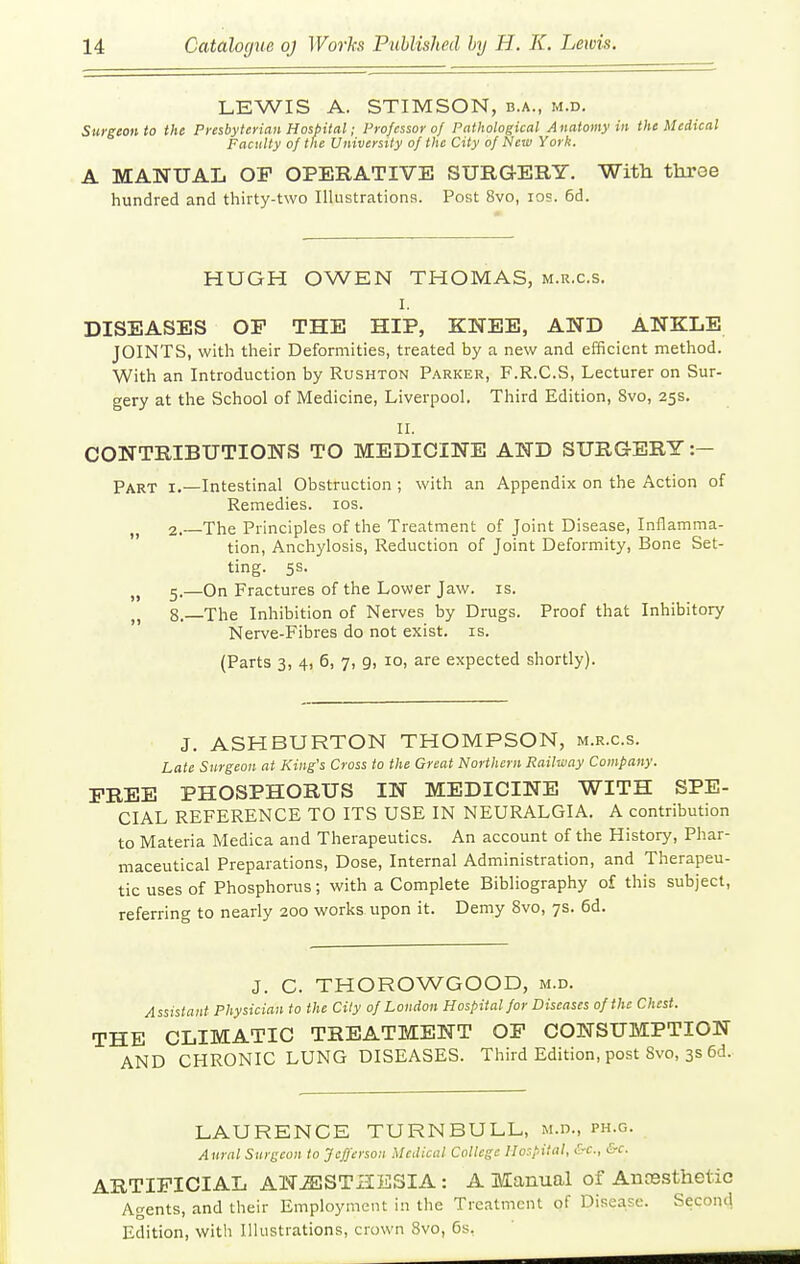 14 Catalogue oj Works Published by H. K. Lewis.
LEWIS A. STIMSON, B.A., M.D.
Surgeon to the Presbyterian Hospital; Professor of Pathological Anatomy in the Medical
Faculty of the University of the City of New York.
A MANUAL OF OPERATIVE SURGERY. With three
hundred and thirty-two Illustrations. Post 8vo, 10s. 6d.
HUGH OWEN THOMAS, M.R.C.S.
I.
DISEASES OF THE HIP, KNEE, AND ANKLE
JOINTS, with their Deformities, treated by a new and efficient method.
With an Introduction by RUSHTON PARKER, F.R.C.S, Lecturer on Sur-
gery at the School of Medicine, Liverpool. Third Edition, 8vo, 25s.
II.
CONTRIBUTIONS TO MEDICINE AND SURGERY:—
PART 1.—Intestinal Obstruction ; with an Appendix on the Action of
Remedies. 10s.
„ 2.—The Principles of the Treatment of Joint Disease, Inflamma-
tion, Anchylosis, Reduction of Joint Deformity, Bone Set-
ting. 5s.
„ 5.—On Fractures of the Lower Jaw. 1s.
„ 8.—The Inhibition of Nerves by Drugs. Proof that Inhibitory
Nerve-Fibres do not exist. 1s.
(Parts 3, 4, 6, 7, 9, 10, are expected shortly).
J. ASHBURTON THOMPSON, M.R.C.S.
Late Surgeon at King's Cross to the Great Northern Railway Company.
FREE PHOSPHORUS IN MEDICINE WITH SPE-
CIAL REFERENCE TO ITS USE IN NEURALGIA. A contribution
to Materia Medica and Therapeutics. An account of the History, Phar-
maceutical Preparations, Dose, Internal Administration, and Therapeu-
tic uses of Phosphorus; with a Complete Bibliography of this subject,
referring to nearly 200 works upon it. Demy 8vo, 7s. 6d.
J. C. THOROWGOOD, M.D.
Assistant Physician to the City of London Hospital for Diseases of the Chest.
THE CLIMATIC TREATMENT OF CONSUMPTION
AND CHRONIC LUNG DISEASES. Third Edition, post 8vo, 3s 6d.
LAURENCE TURNBULL, M.D., PH.G.
Aural Surgeon to Jefferson Medical College Hospital, &c., &c.
ARTIFICIAL ANÆSTHESIA: A Manual of Anæsthetic
Agents, and their Employment in the Treatment of Disease. Second
Edition, with Illustrations, crown 8vo, 6s.